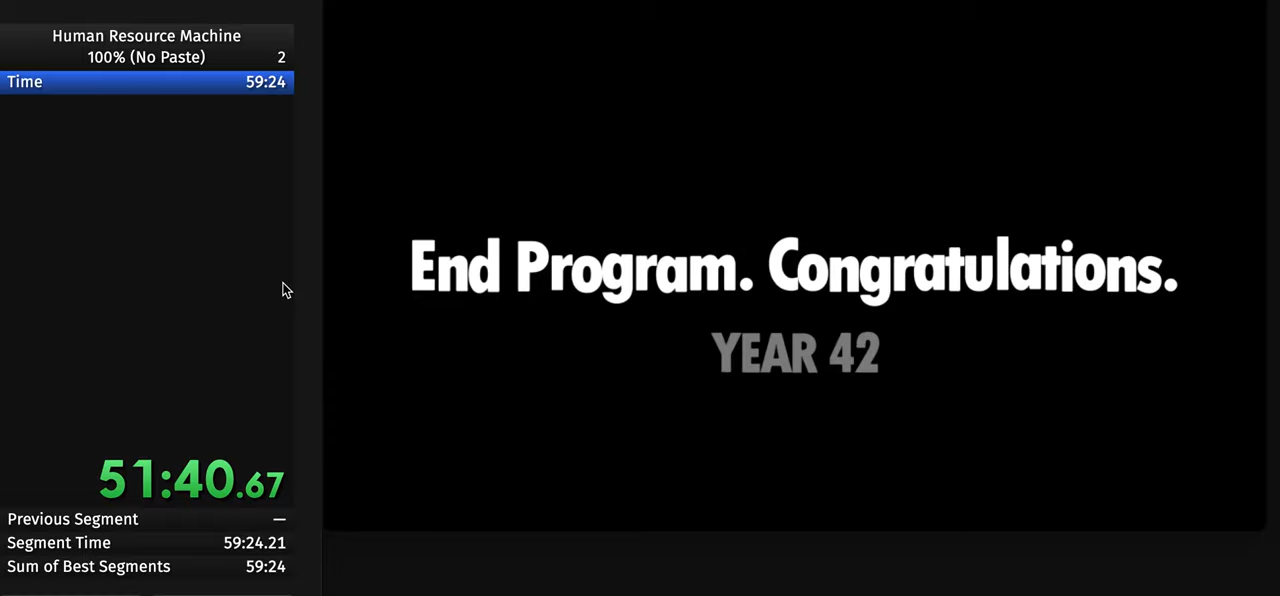 Human Resource Machine
100% (No Paste) 2
Time 59:24
End Program. Congratulations.
YEAR 42
51:40.67
Previous Segment —
Segment Time 59:24.21
Sum of Best Segments 59:24